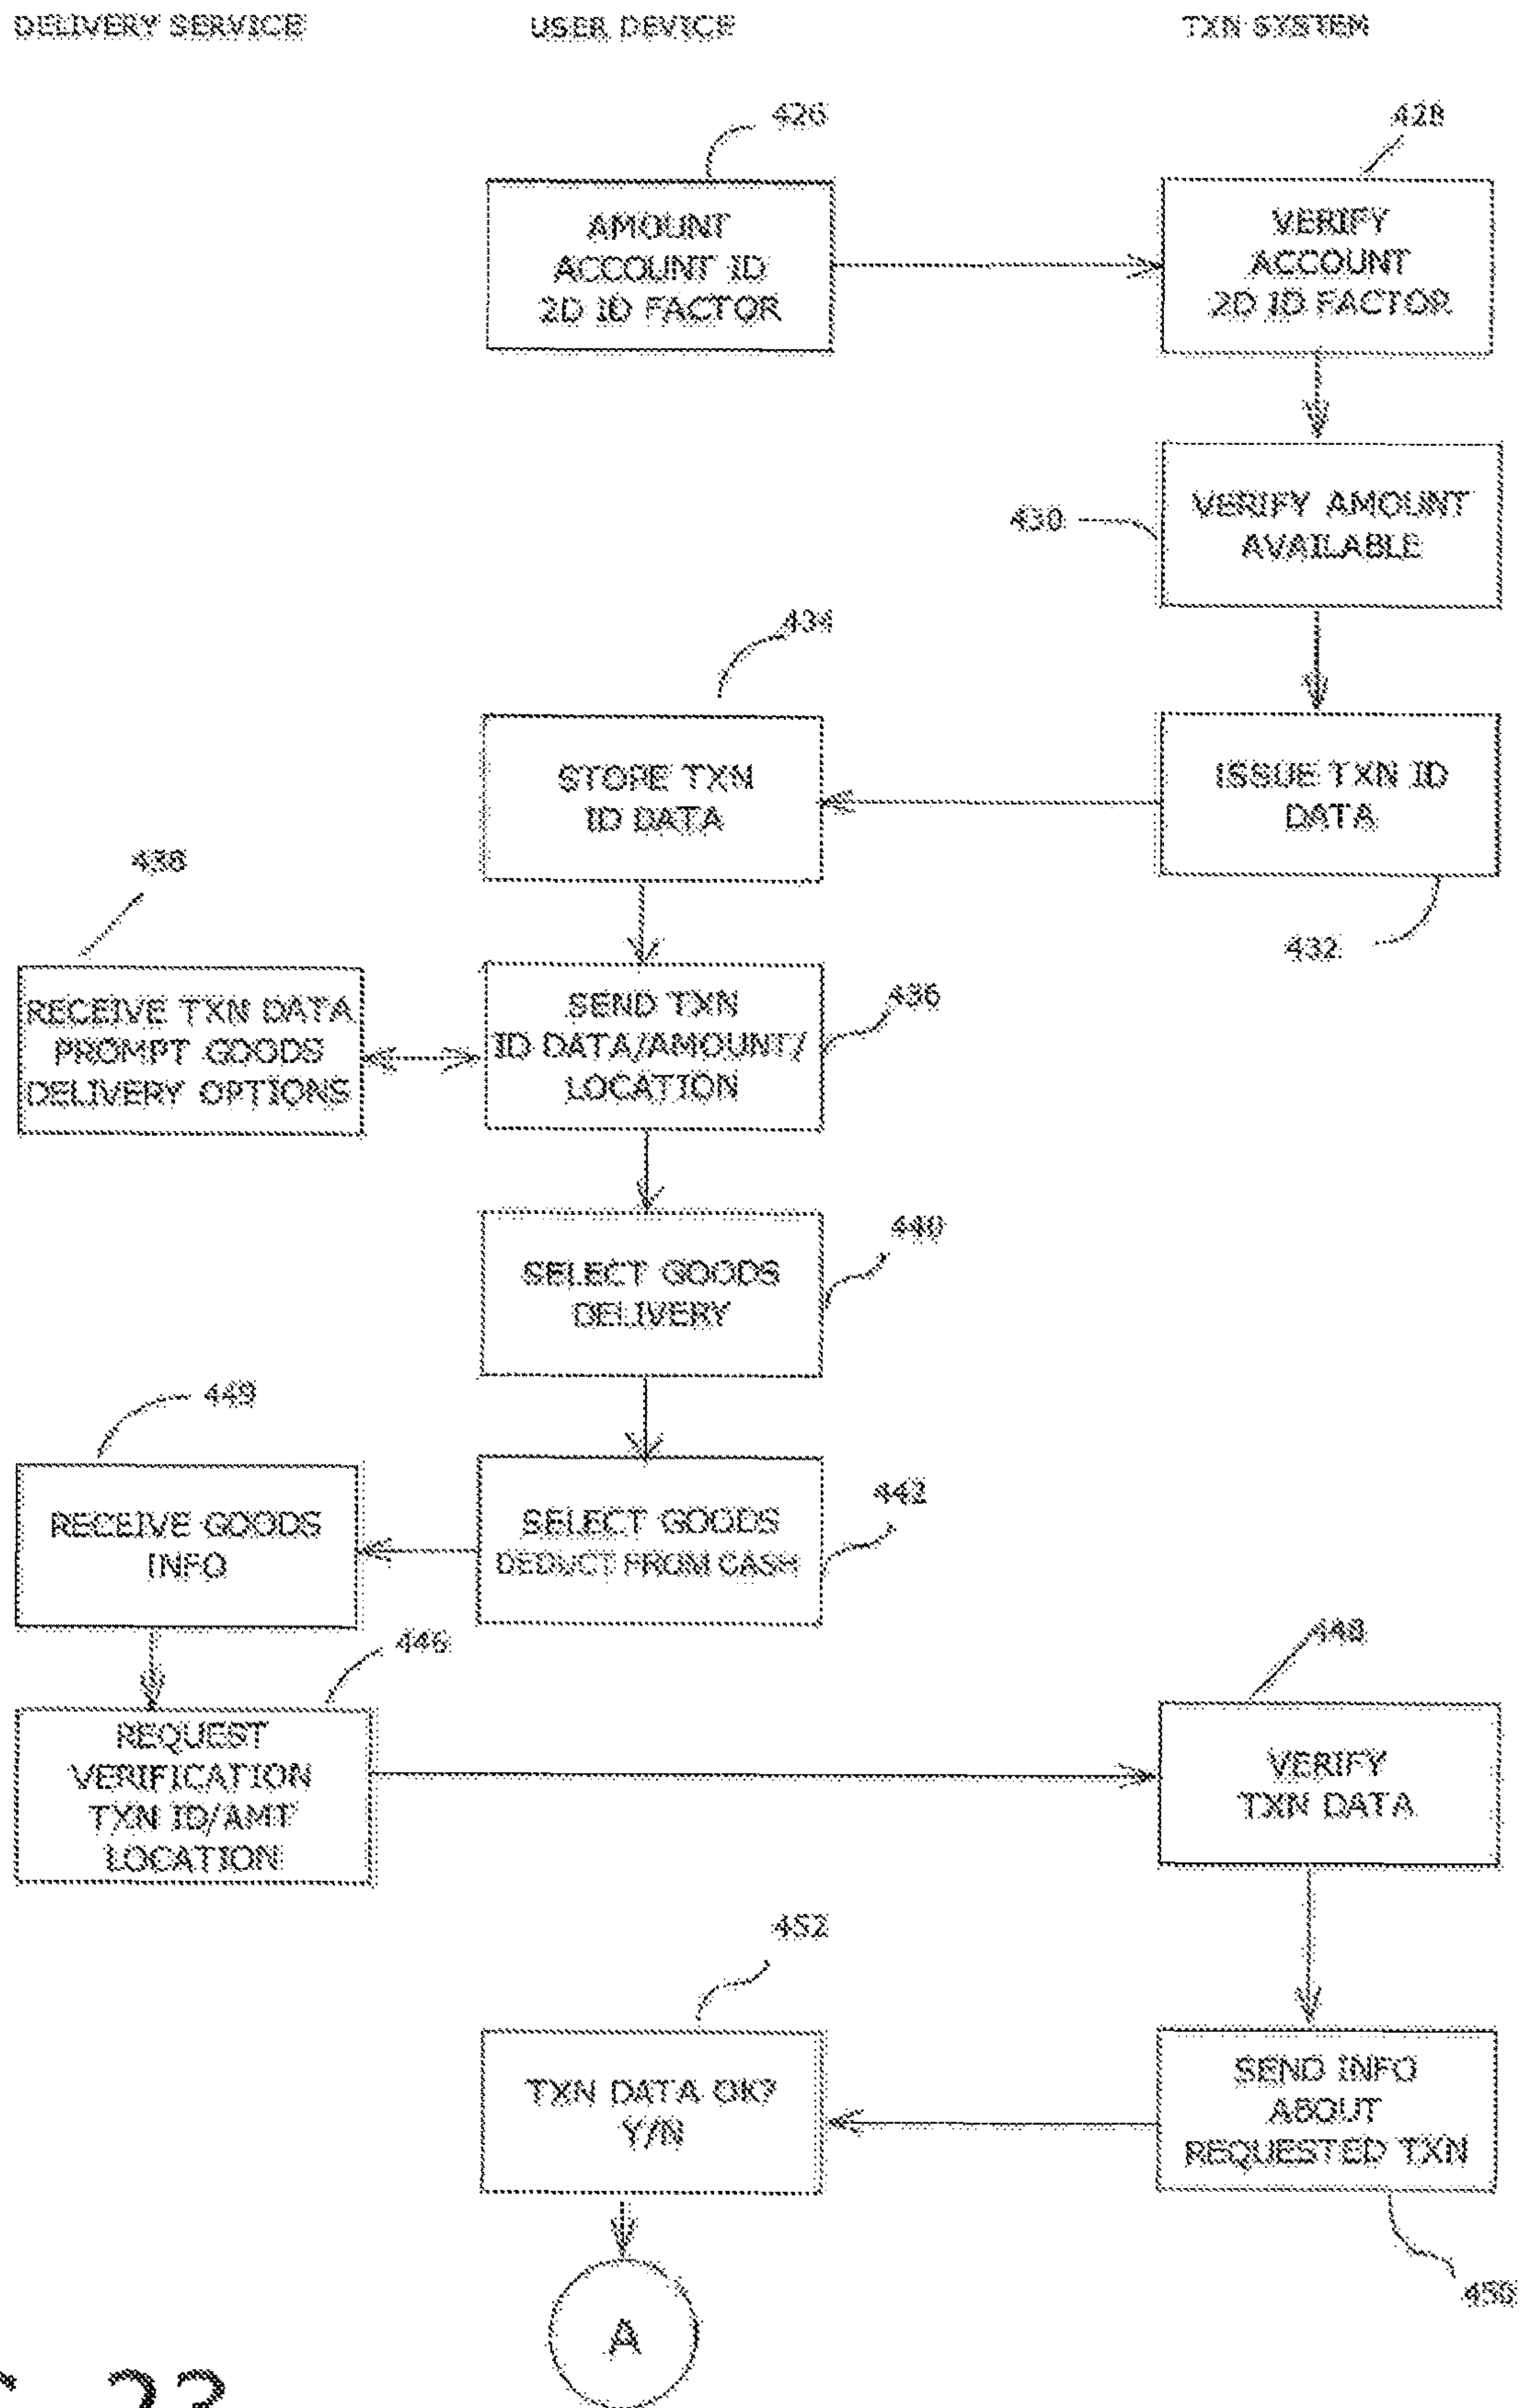 DELIVERY SERVICE USER DEVICE TXN SYSTEM
426
428
AMOUNT
ACCOUNT ID
2D ID FACTOR
VERIFY
ACCOUNT
2D ID FACTOR
430
VERIFY AMOUNT
AVAILABLE
434
STORE TXN
ID DATA
ISSUE TXN ID
DATA
432
438
RECEIVE TXN DATA
PROMPT GOODS
DELIVERY OPTIONS
SEND TXN
ID DATA/AMOUNT/
LOCATION
436
440
SELECT GOODS
DELIVERY
449
RECEIVE GOODS
INFO
SELECT GOODS
DEDUCT FROM CASH
442
446
REQUEST
VERIFICATION
TXN ID/AMT
LOCATION
448
VERIFY
TXN DATA
452
TXN DATA OK?
Y/N
SEND INFO
ABOUT
REQUESTED TXN
450
A
23